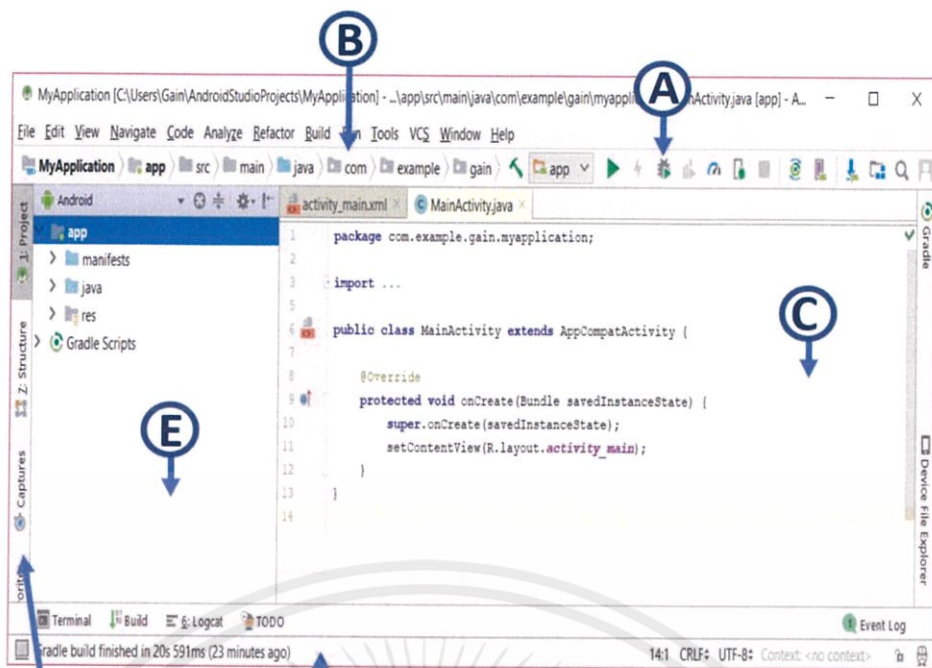 B
A
MyApplication [C:\Users\Gain\AndroidStudioProjects\MyApplication] - ...\app\src\main\java\com\example\gain\myappli Activity.java [app] - A...
File Edit View Navigate Code Analyze Refactor Build Tools VCS Window Help
MyApplication app src main java com example gain app
1: Project
Android
activity_main.xml
MainActivity.java
Gradle
app
manifests
java
res
Gradle Scripts
Z: Structure
Captures
E
C
1 package com.example.gain.myapplication;
2
3 import ...
6 public class MainActivity extends AppCompatActivity {
7
8 @Override
9 protected void onCreate(Bundle savedInstanceState) {
10 super.onCreate(savedInstanceState);
11 setContentView(R.layout.activity_main);
12 }
13 }
14
Device File Explorer
Terminal Build 6: Logcat TODO Event Log
Gradle build finished in 20s 591ms (23 minutes ago) 14:1 CRLF UTF-8 Context: <no context>